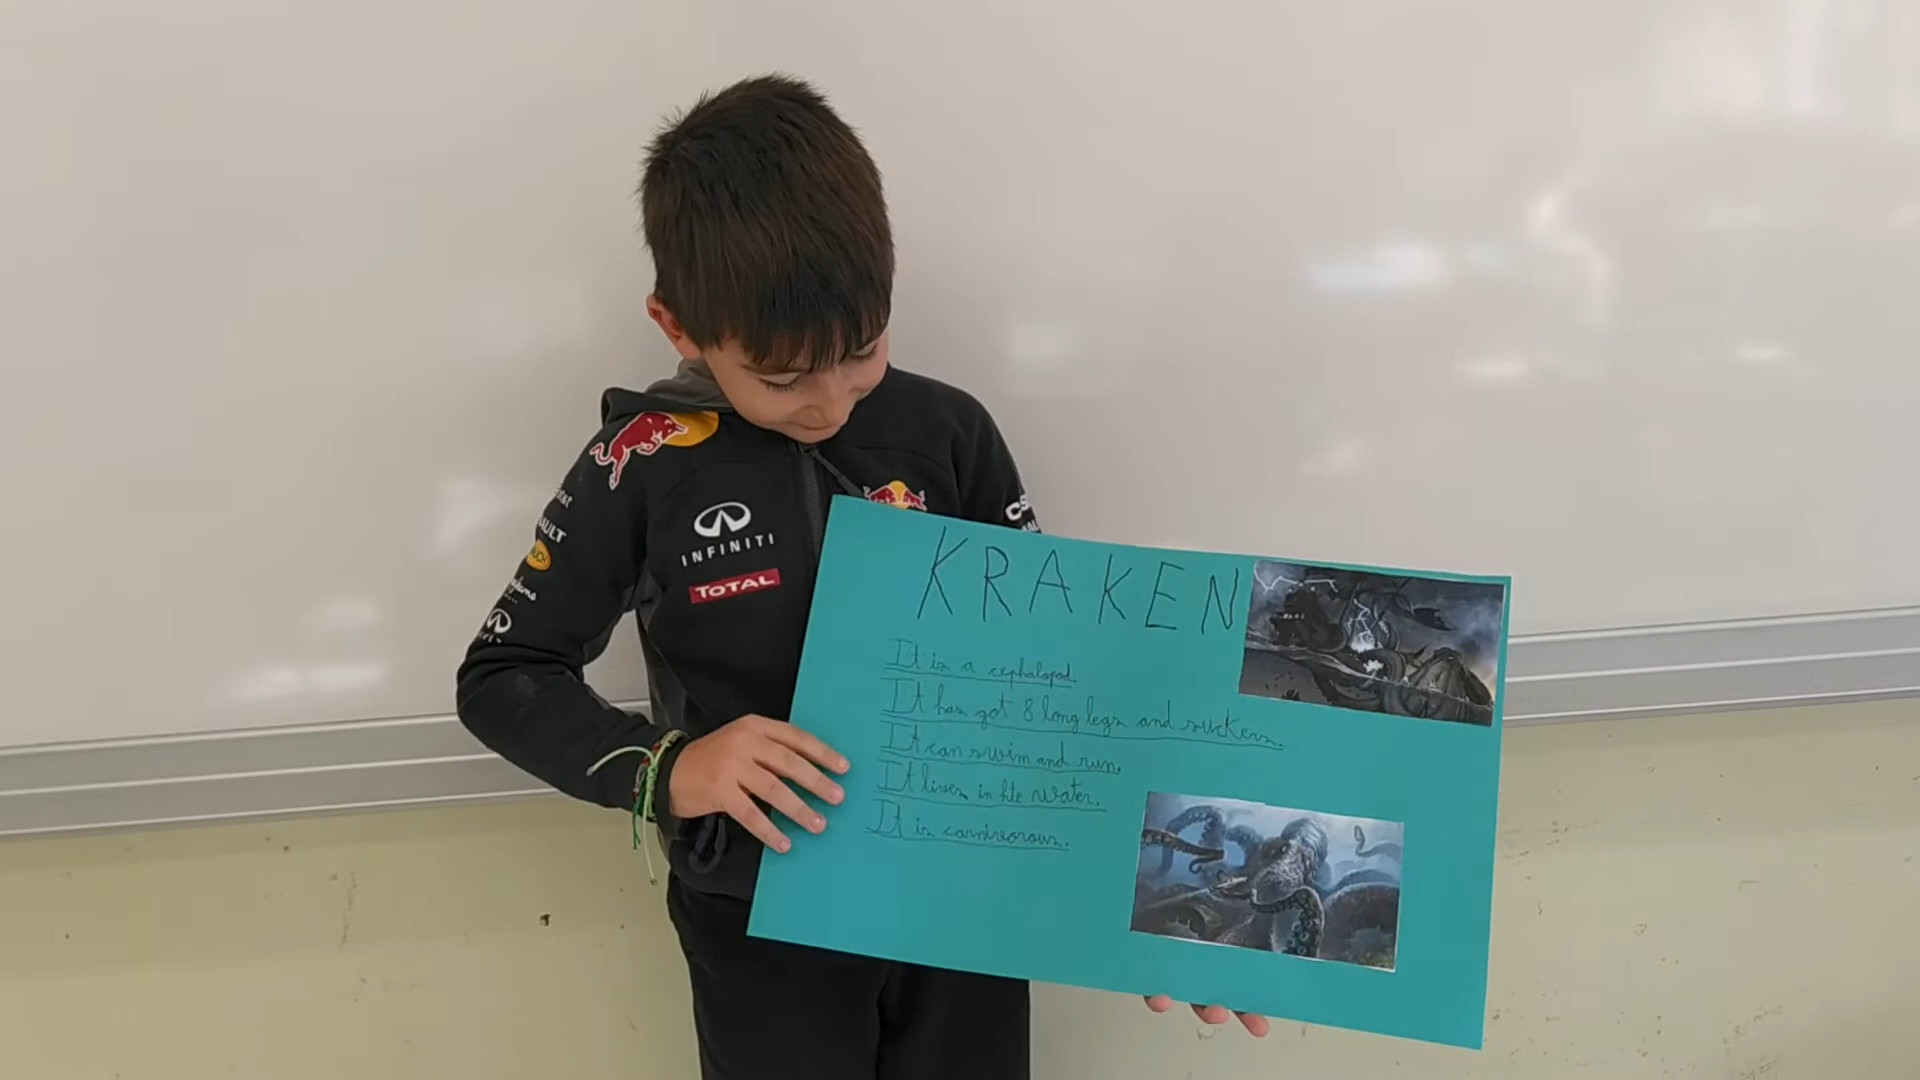 INFINITI
TOTAL
KRAKEN
It is a cephalopod
It has got 8 long legs and suckers.
It can swim and run.
It lives in hte water.
It is carnivorous.